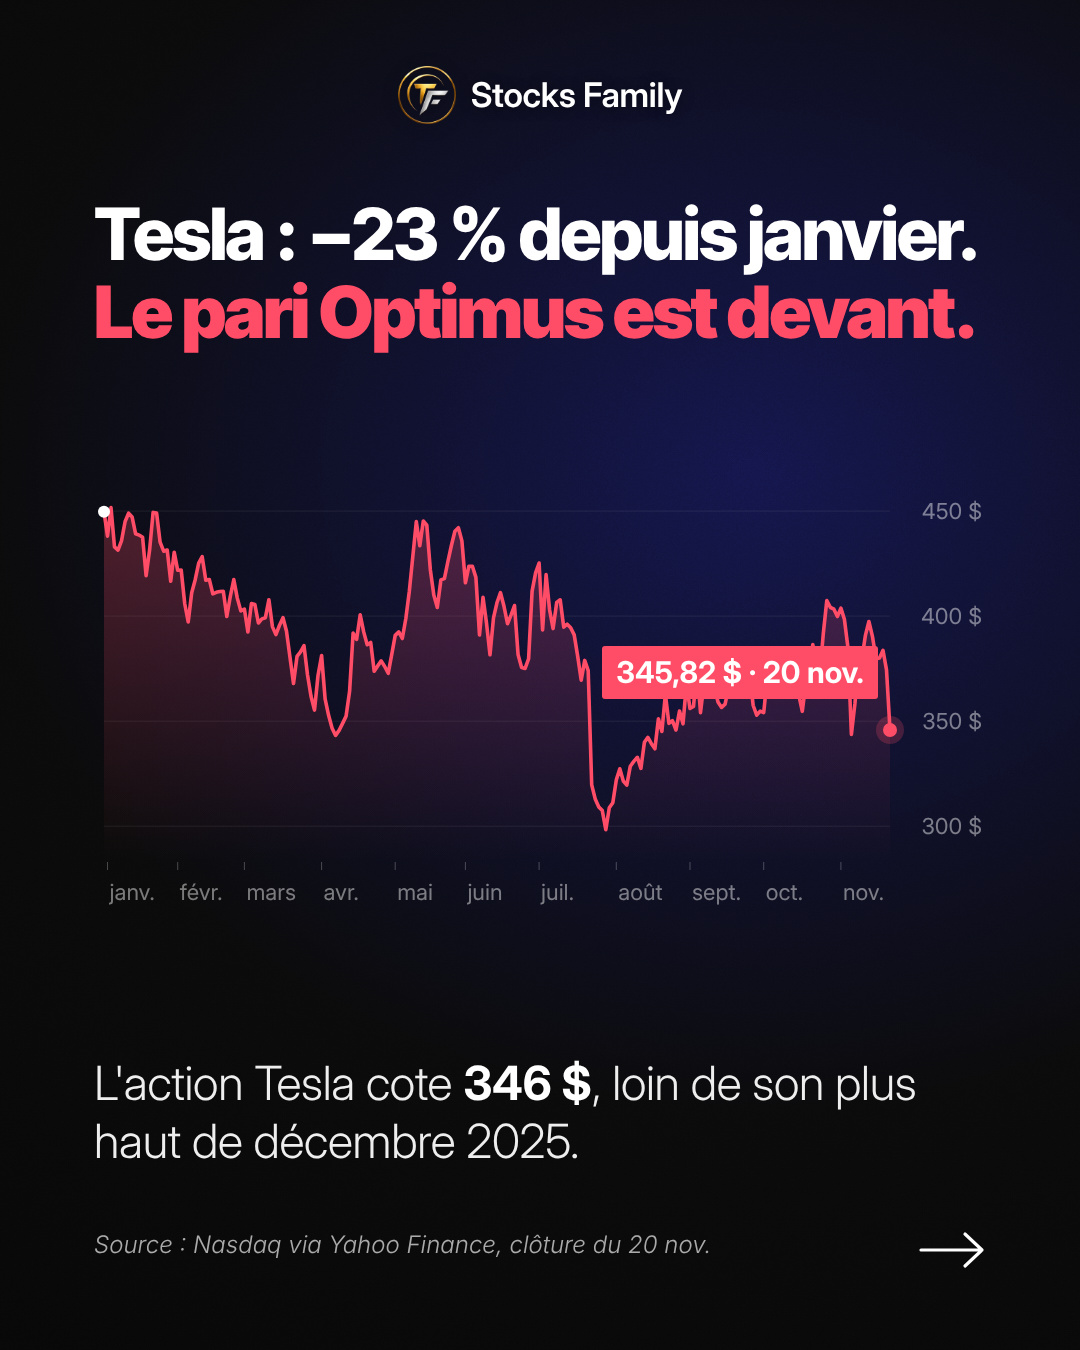 TF Stocks Family
Tesla : −23 % depuis janvier.
Le pari Optimus est devant.
450 $
400 $
345,82 $ · 20 nov.
350 $
300 $
janv. févr. mars avr. mai juin juil. août sept. oct. nov.
L'action Tesla cote 346 $, loin de son plus
haut de décembre 2025.
Source : Nasdaq via Yahoo Finance, clôture du 20 nov.